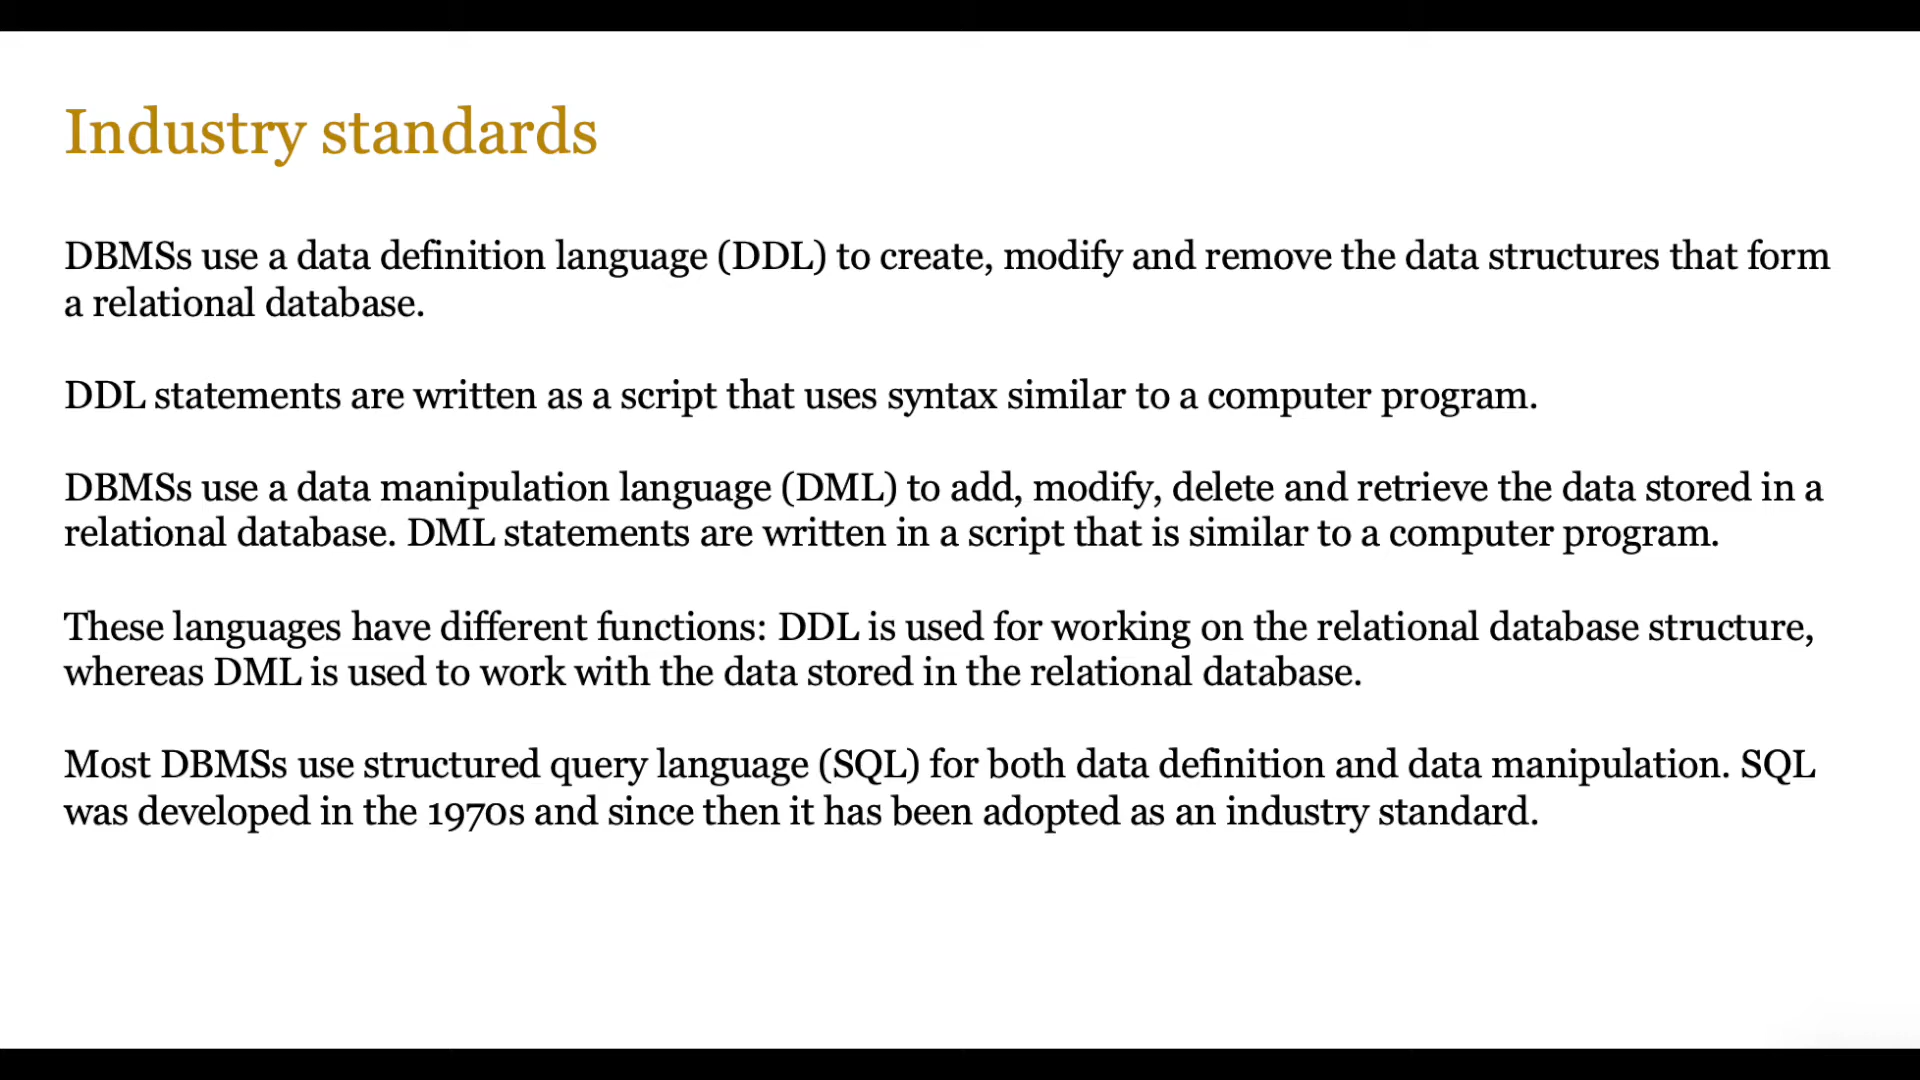 Industry standards
DBMSs use a data definition language (DDL) to create, modify and remove the data structures that form
a relational database.
DDL statements are written as a script that uses syntax similar to a computer program.
DBMSs use a data manipulation language (DML) to add, modify, delete and retrieve the data stored in a
relational database. DML statements are written in a script that is similar to a computer program.
These languages have different functions: DDL is used for working on the relational database structure,
whereas DML is used to work with the data stored in the relational database.
Most DBMSs use structured query language (SQL) for both data definition and data manipulation. SQL
was developed in the 1970s and since then it has been adopted as an industry standard.